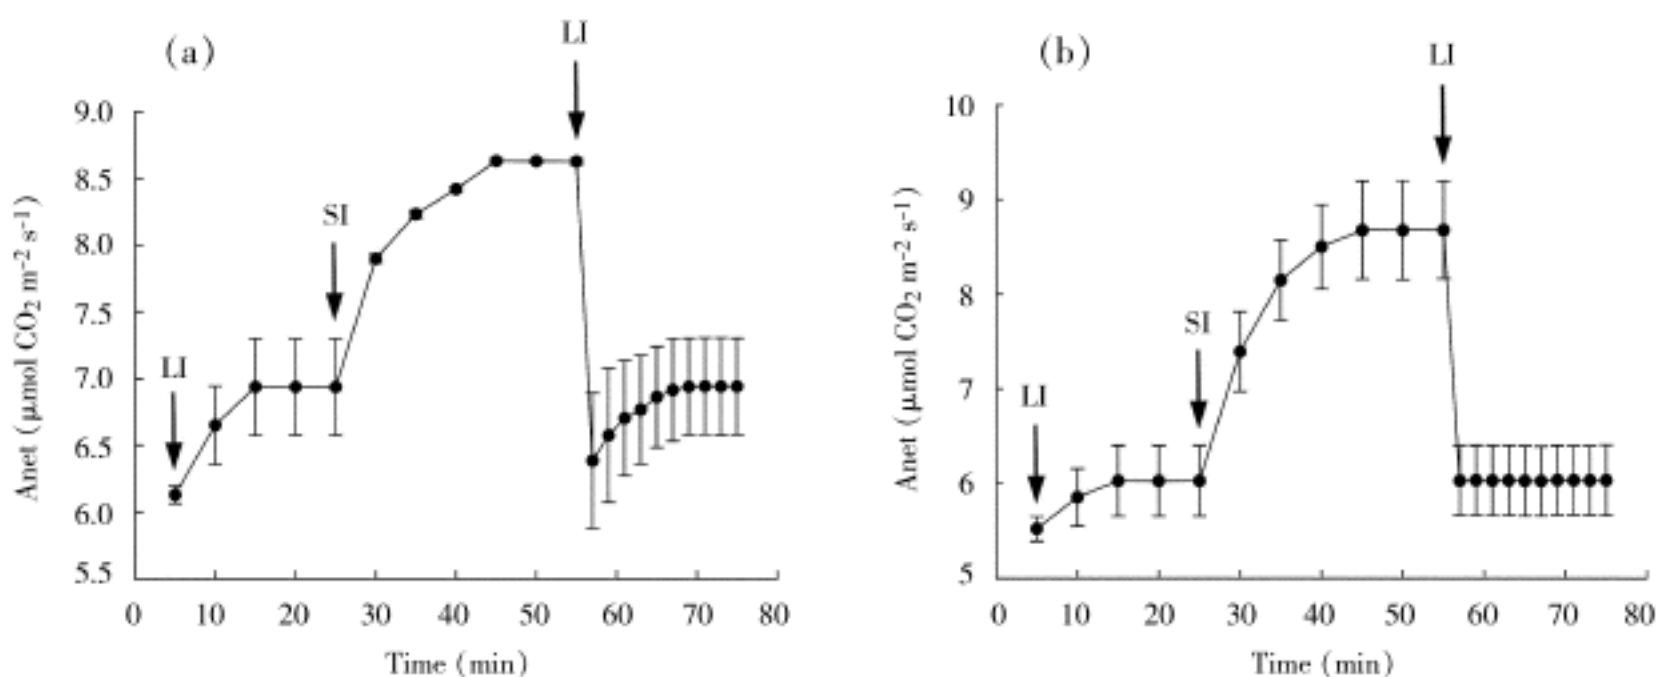 (a)
LI
9.0
8.5
8.0
7.5
7.0
6.5
6.0
5.5
SI
LI
0 10 20 30 40 50 60 70 80
Time (min)
Anet (μmol CO₂ m⁻² s⁻¹)
(b)
LI
10
9
8
7
6
5
SI
LI
0 10 20 30 40 50 60 70 80
Time (min)
Anet (μmol CO₂ m⁻² s⁻¹)